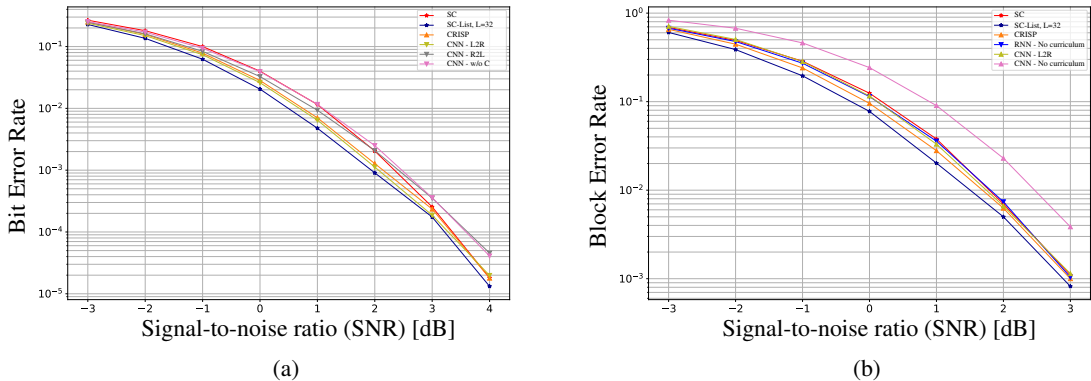 Bit Error Rate
10⁻¹
10⁻²
10⁻³
10⁻⁴
10⁻⁵
SC
SC-List, L=32
CRISP
CNN - L2R
CNN - R2L
CNN - w/o C
−3 −2 −1 0 1 2 3 4
Signal-to-noise ratio (SNR) [dB]
(a)
Block Error Rate
10⁰
10⁻¹
10⁻²
10⁻³
SC
SC-List, L=32
CRISP
RNN - No curriculum
CNN - L2R
CNN - No curriculum
−3 −2 −1 0 1 2 3
Signal-to-noise ratio (SNR) [dB]
(b)